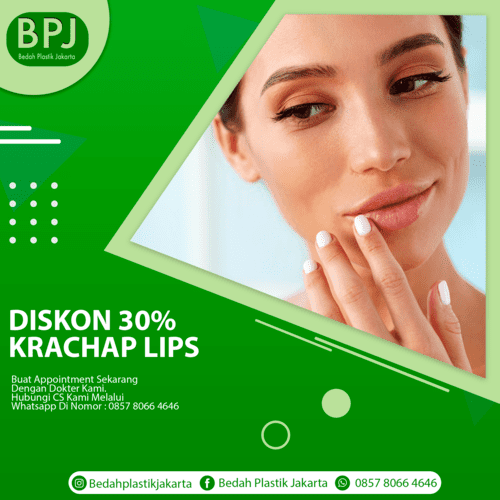 BPJ
Bedah Plastik Jakarta
DISKON 30%
KRACHAP LIPS
Buat Appointment Sekarang
Dengan Dokter Kami.
Hubungi CS Kami Melalui
Whatsapp Di Nomor : 0857 8066 4646
Bedahplastikjakarta Bedah Plastik Jakarta 0857 8066 4646